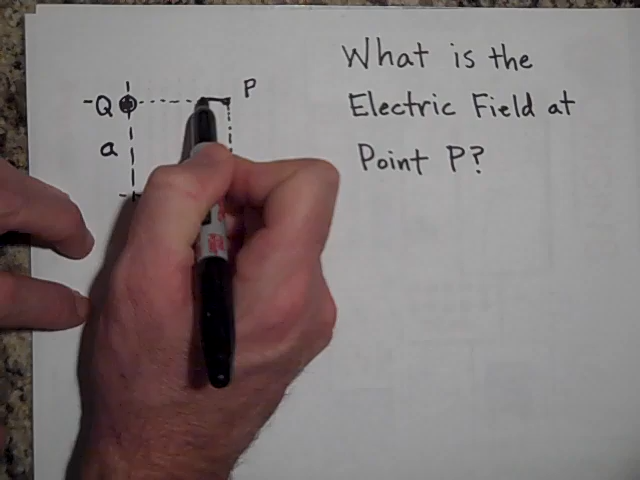 What is the
-Q P Electric Field at
a Point P?